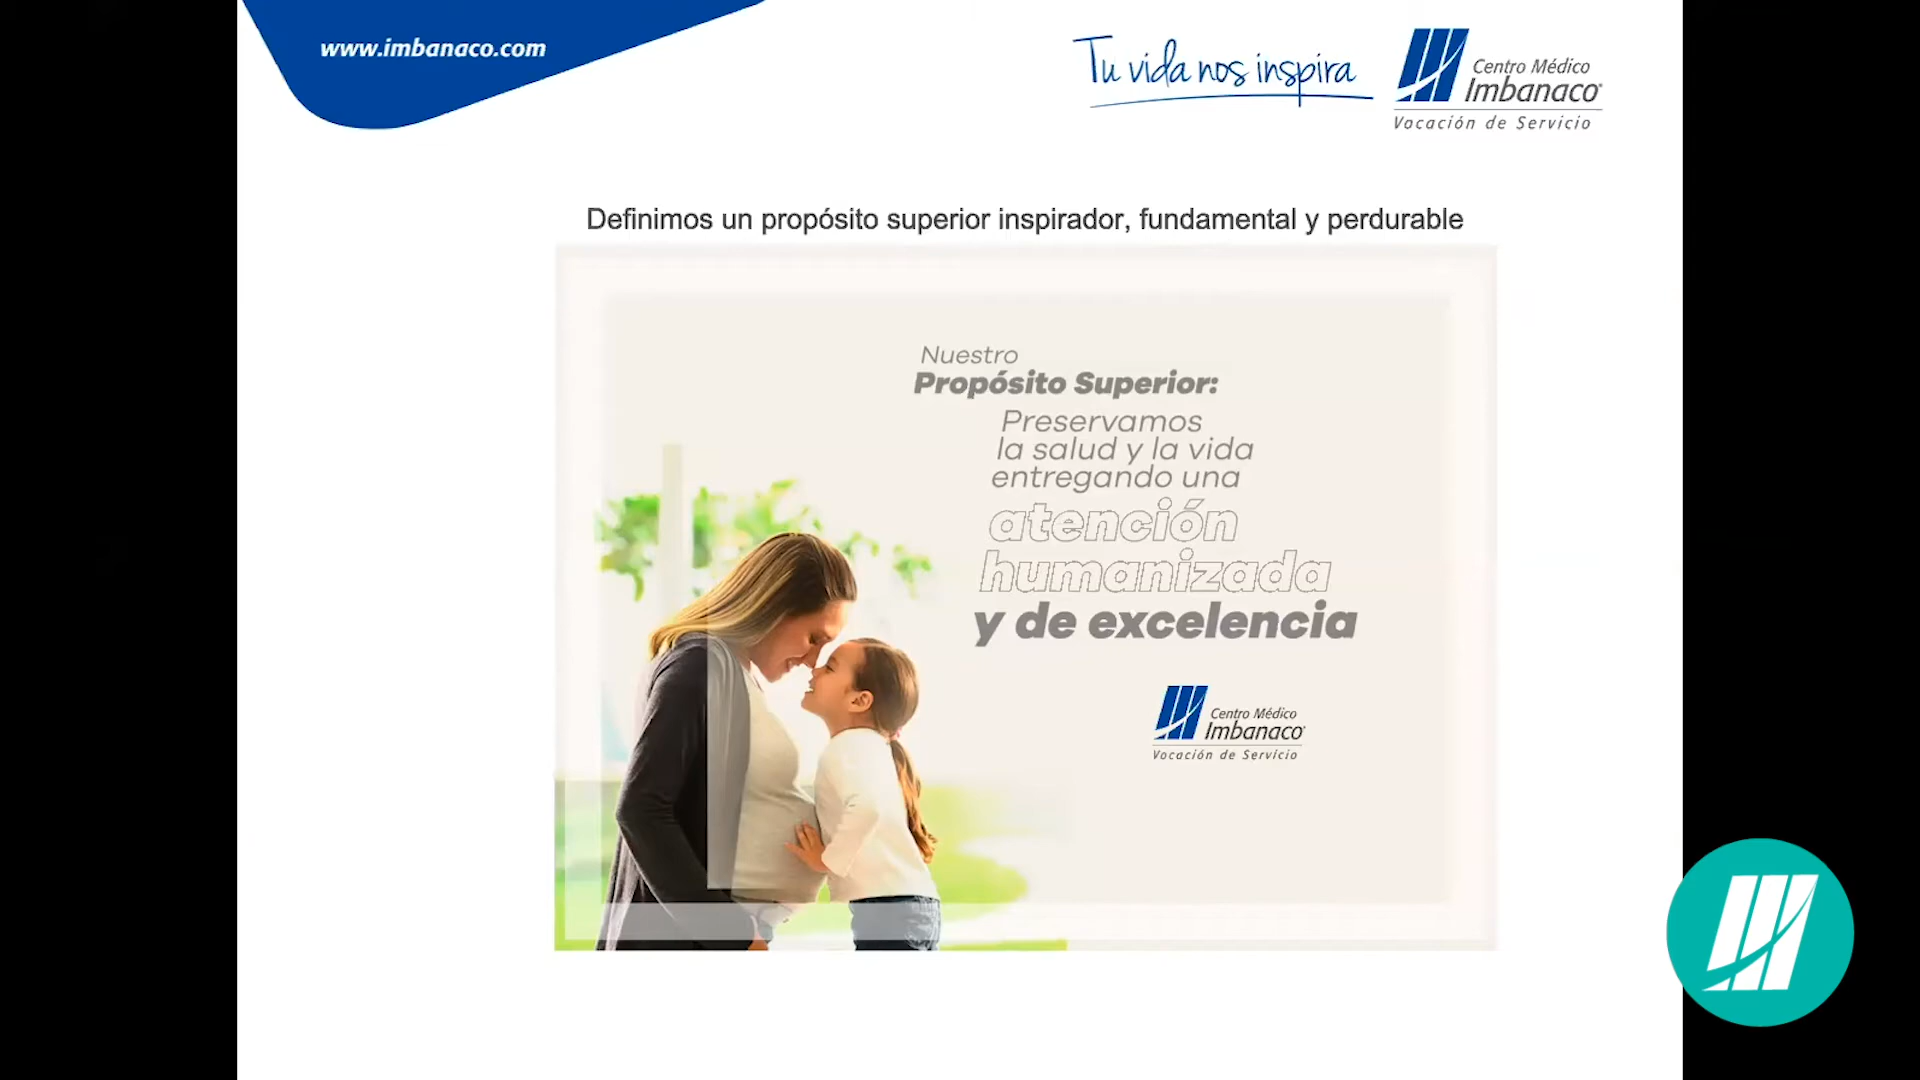 www.imbanaco.com
Tu vida nos inspira
Centro Médico
Imbanaco®
Vocación de Servicio
Definimos un propósito superior inspirador, fundamental y perdurable
Nuestro
Propósito Superior:
Preservamos
la salud y la vida
entregando una
atención
humanizada
y de excelencia
Centro Médico
Imbanaco®
Vocación de Servicio